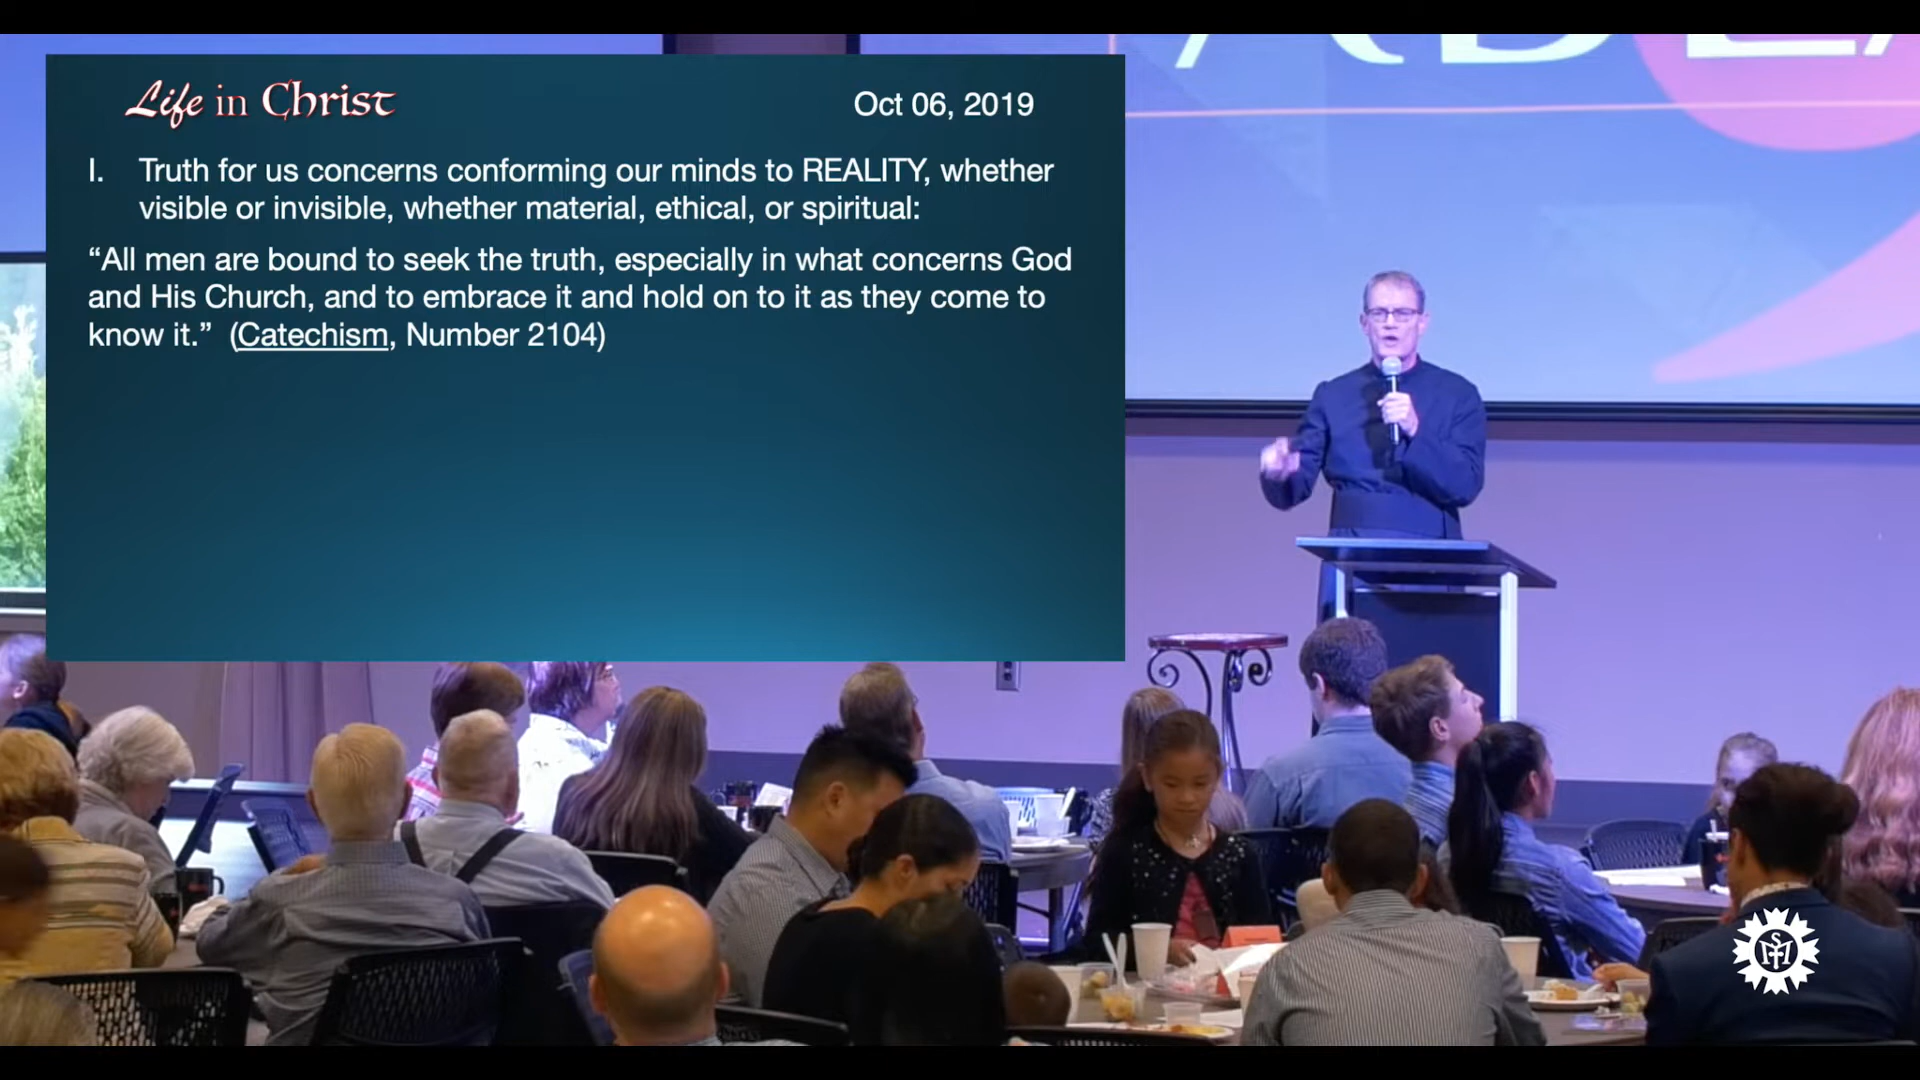 Life in Christ
Oct 06, 2019
I. Truth for us concerns conforming our minds to REALITY, whether
visible or invisible, whether material, ethical, or spiritual:
“All men are bound to seek the truth, especially in what concerns God
and His Church, and to embrace it and hold on to it as they come to
know it.” (Catechism, Number 2104)